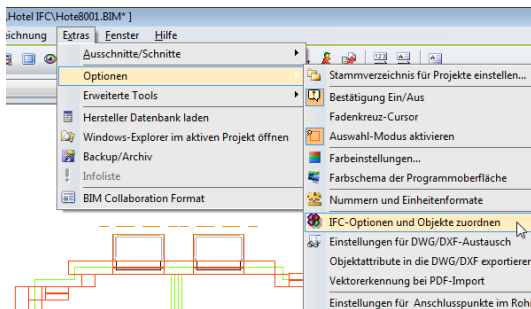 \Hotel IFC\Hote8001.BIM* ]
eichnung Extras Fenster Hilfe
Ausschnitte/Schnitte
Optionen
Erweiterte Tools
Hersteller Datenbank laden
Windows-Explorer im aktiven Projekt öffnen
Backup/Archiv
Infoliste
BIM Collaboration Format
Stammverzeichnis für Projekte einstellen...
Bestätigung Ein/Aus
Fadenkreuz-Cursor
Auswahl-Modus aktivieren
Farbeinstellungen...
Farbschema der Programmoberfläche
Nummern und Einheitenformate
IFC-Optionen und Objekte zuordnen
Einstellungen für DWG/DXF-Austausch
Objektattribute in die DWG/DXF exportieren
Vektorerkennung bei PDF-Import
Einstellungen für Anschlusspunkte im Roh